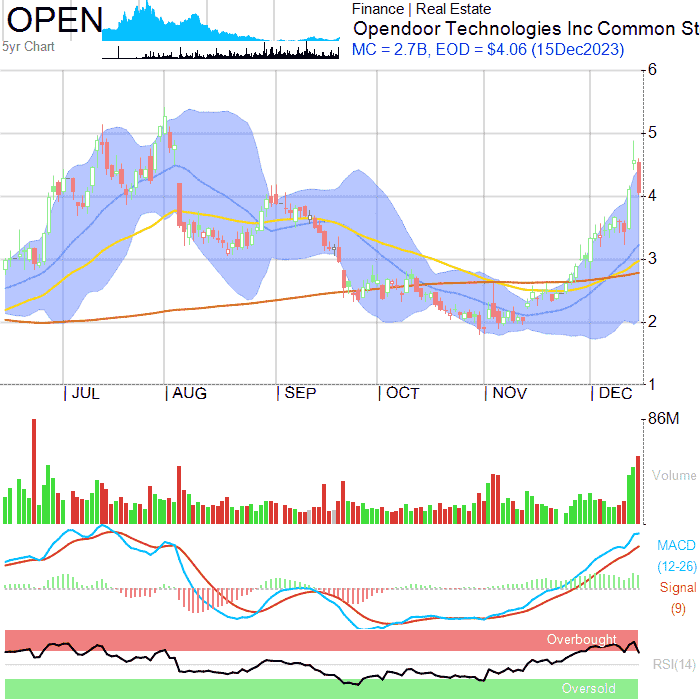 OPEN
5yr Chart
Finance | Real Estate
Opendoor Technologies Inc Common St
MC = 2.7B, EOD = $4.06 (15Dec2023)
6
5
4
3
2
1
JUL AUG SEP OCT NOV DEC
86M
Volume
MACD
(12-26)
Signal
(9)
Overbought
RSI(14)
Oversold